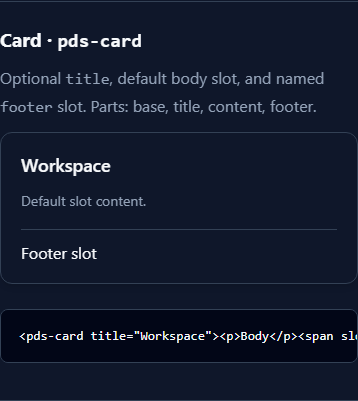 Card · pds-card
Optional title, default body slot, and named
footer slot. Parts: base, title, content, footer.
Workspace
Default slot content.
Footer slot
<pds-card title="Workspace"><p>Body</p><span